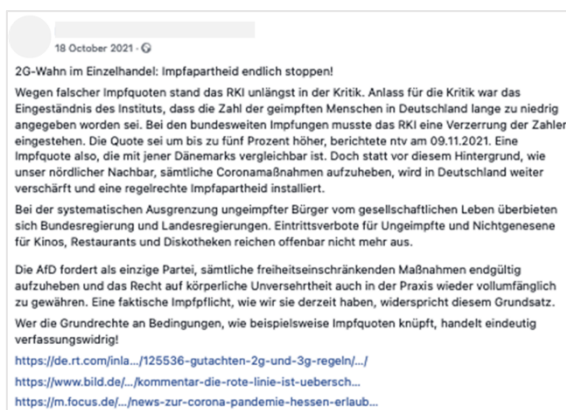 18 October 2021 ·
2G-Wahn im Einzelhandel: Impfapartheid endlich stoppen!
Wegen falscher Impfquoten stand das RKI unlängst in der Kritik. Anlass für die Kritik war das
Eingeständnis des Instituts, dass die Zahl der geimpften Menschen in Deutschland lange zu niedrig
angegeben worden sei. Bei den bundesweiten Impfungen musste das RKI eine Verzerrung der Zahlen
eingestehen. Die Quote sei um bis zu fünf Prozent höher, berichtete ntv am 09.11.2021. Eine
Impfquote also, die mit jener Dänemarks vergleichbar ist. Doch statt vor diesem Hintergrund, wie
unser nördlicher Nachbar, sämtliche Coronamaßnahmen aufzuheben, wird in Deutschland weiter
verschärft und eine regelrechte Impfapartheid installiert.
Bei der systematischen Ausgrenzung ungeimpfter Bürger vom gesellschaftlichen Leben überbieten
sich Bundesregierung und Landesregierungen. Eintrittsverbote für Ungeimpfte und Nichtgenesene
für Kinos, Restaurants und Diskotheken reichen offenbar nicht mehr aus.
Die AfD fordert als einzige Partei, sämtliche freiheitseinschränkenden Maßnahmen endgültig
aufzuheben und das Recht auf körperliche Unversehrtheit auch in der Praxis wieder vollumfänglich
zu gewähren. Eine faktische Impfpflicht, wie wir sie derzeit haben, widerspricht diesem Grundsatz.
Wer die Grundrechte an Bedingungen, wie beispielsweise Impfquoten knüpft, handelt eindeutig
verfassungswidrig!
https://de.rt.com/inla.../125536-gutachten-2g-und-3g-regeln/.../
https://www.bild.de/.../kommentar-die-rote-linie-ist-uebersch...
https://m.focus.de/.../news-zur-corona-pandemie-hessen-erlaub...